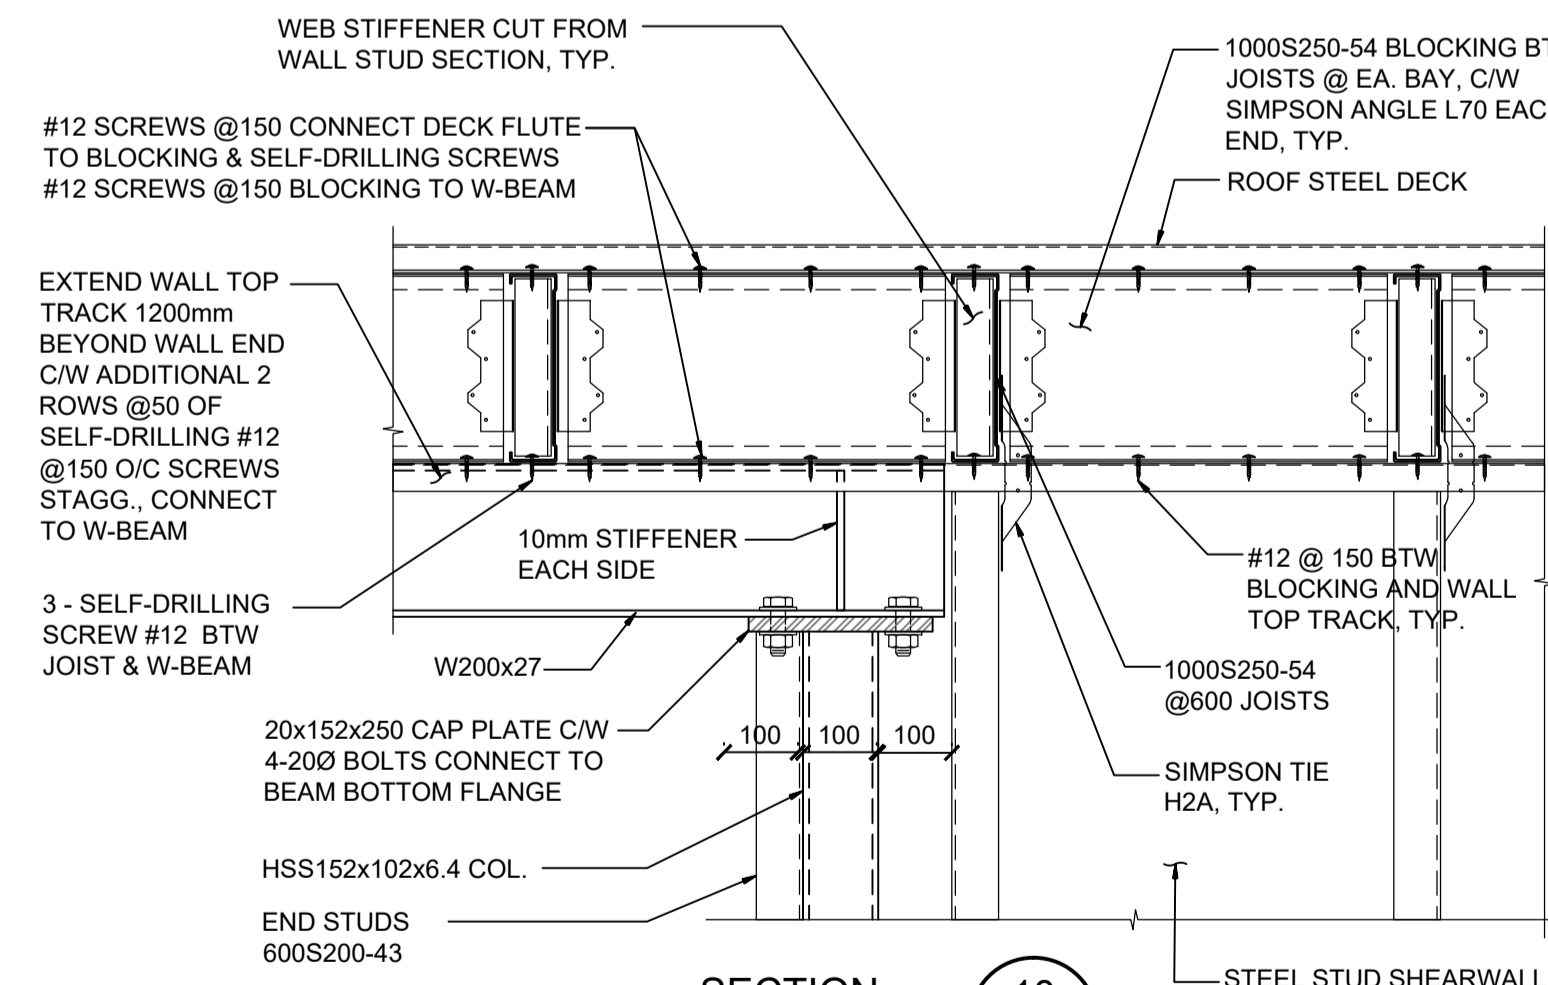 WEB STIFFENER CUT FROM
WALL STUD SECTION, TYP.
1000S250-54 BLOCKING
JOISTS @ EA. BAY, C/W
SIMPSON ANGLE L70
END, TYP.
ROOF STEEL DECK
#12 SCREWS @150 CONNECT DECK FLUTE
TO BLOCKING & SELF-DRILLING SCREWS
#12 SCREWS @150 BLOCKING TO W-BEAM
EXTEND WALL TOP
TRACK 1200mm
BEYOND WALL END
C/W ADDITIONAL 2
ROWS @50 OF
SELF-DRILLING #12
@150 O/C SCREWS
STAGG., CONNECT
TO W-BEAM
10mm STIFFENER
EACH SIDE
3 - SELF-DRILLING
SCREW #12 BTW
JOIST & W-BEAM
W200x27
#12 @ 150 BTW
BLOCKING AND WALL
TOP TRACK, TYP.
1000S250-54
@600 JOISTS
20x152x250 CAP PLATE C/W
4-20Ø BOLTS CONNECT TO
BEAM BOTTOM FLANGE
100 100 100
SIMPSON TIE
H2A, TYP.
HSS152x102x6.4 COL.
END STUDS
600S200-43
SECTION
STEEL STUD SHEARWALL